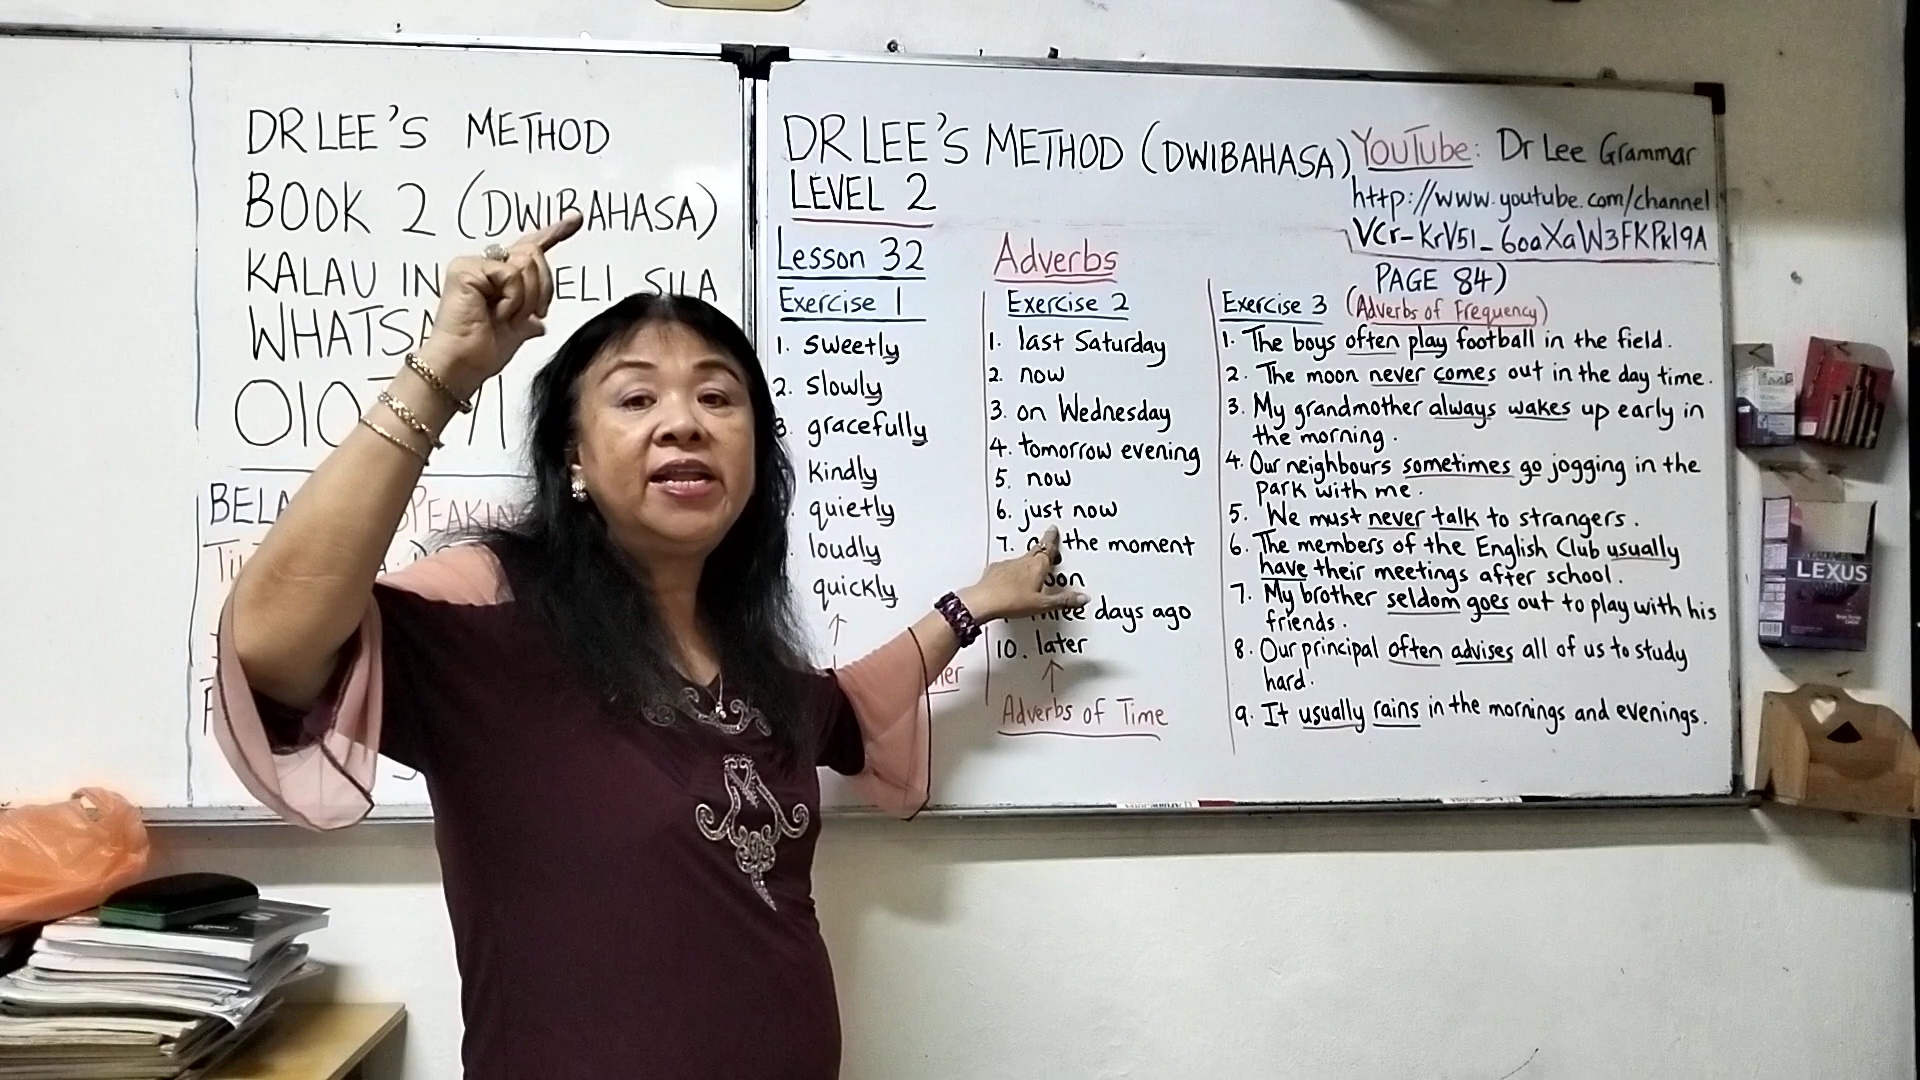 DR LEE'S METHOD
BOOK 2 (DWIBAHASA)
KALAU IN ELI SILA
WHATSA
BELA SPEAKIN
DR LEE'S METHOD (DWIBAHASA)
LEVEL 2
YouTube: Dr Lee Grammar
http://www.youtube.com/channel
VCr-KrV5l_6oaXaW3FKPkl9A
PAGE 84)
Lesson 32
Adverbs
Exercise 1
1. sweetly
2. slowly
3. gracefully
kindly
quietly
loudly
quickly
Exercise 2
1. last Saturday
2. now
3. on Wednesday
4. tomorrow evening
5. now
6. just now
7. the moment
days ago
10. later
Adverbs of Time
Exercise 3 (Adverbs of Frequency)
1. The boys often play football in the field.
2. The moon never comes out in the day time.
3. My grandmother always wakes up early in
the morning.
4. Our neighbours sometimes go jogging in the
park with me.
5. We must never talk to strangers.
6. The members of the English Club usually
have their meetings after school.
7. My brother seldom goes out to play with his
friends.
8. Our principal often advises all of us to study
hard.
9. It usually rains in the mornings and evenings.
LEXUS